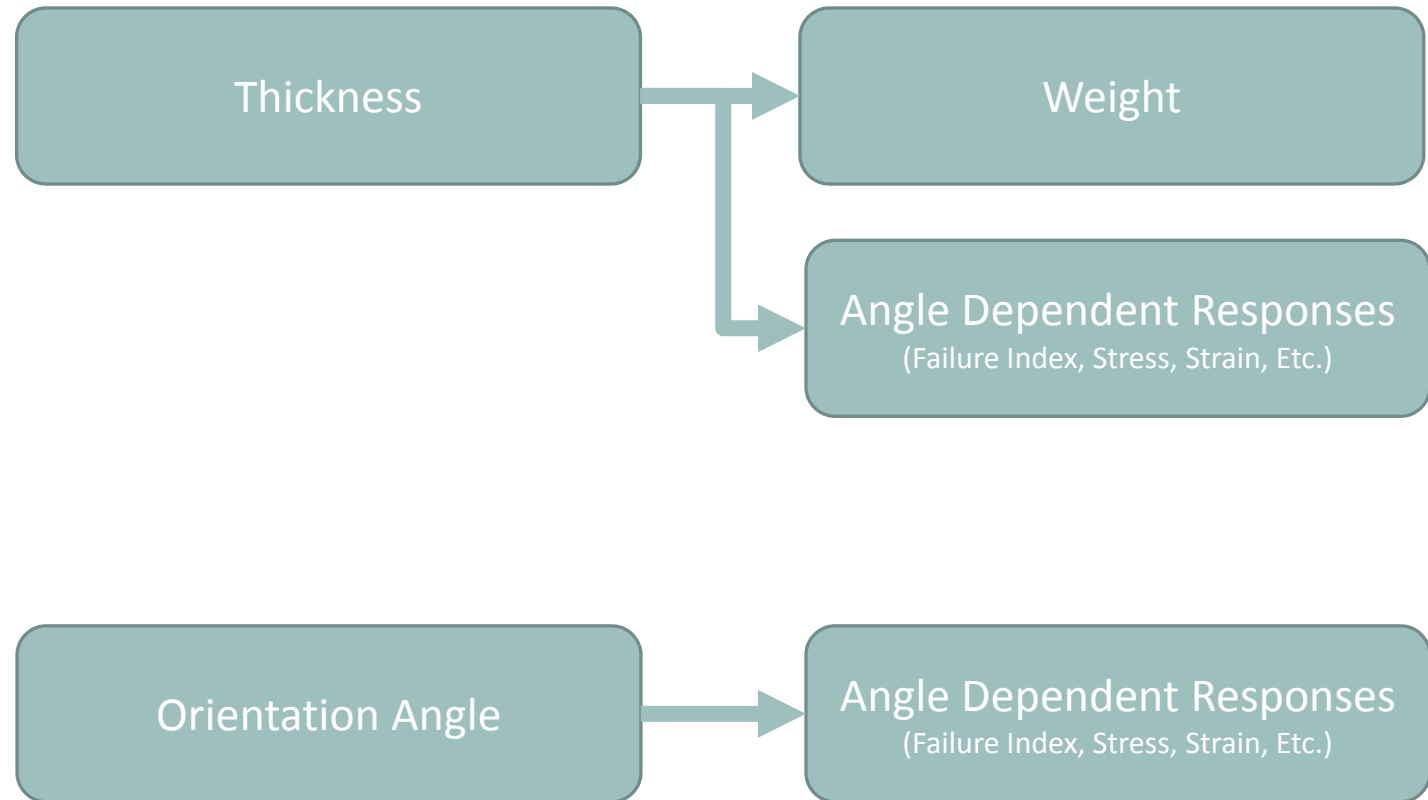 Thickness
Weight
Angle Dependent Responses
(Failure Index, Stress, Strain, Etc.)
Orientation Angle
Angle Dependent Responses
(Failure Index, Stress, Strain, Etc.)